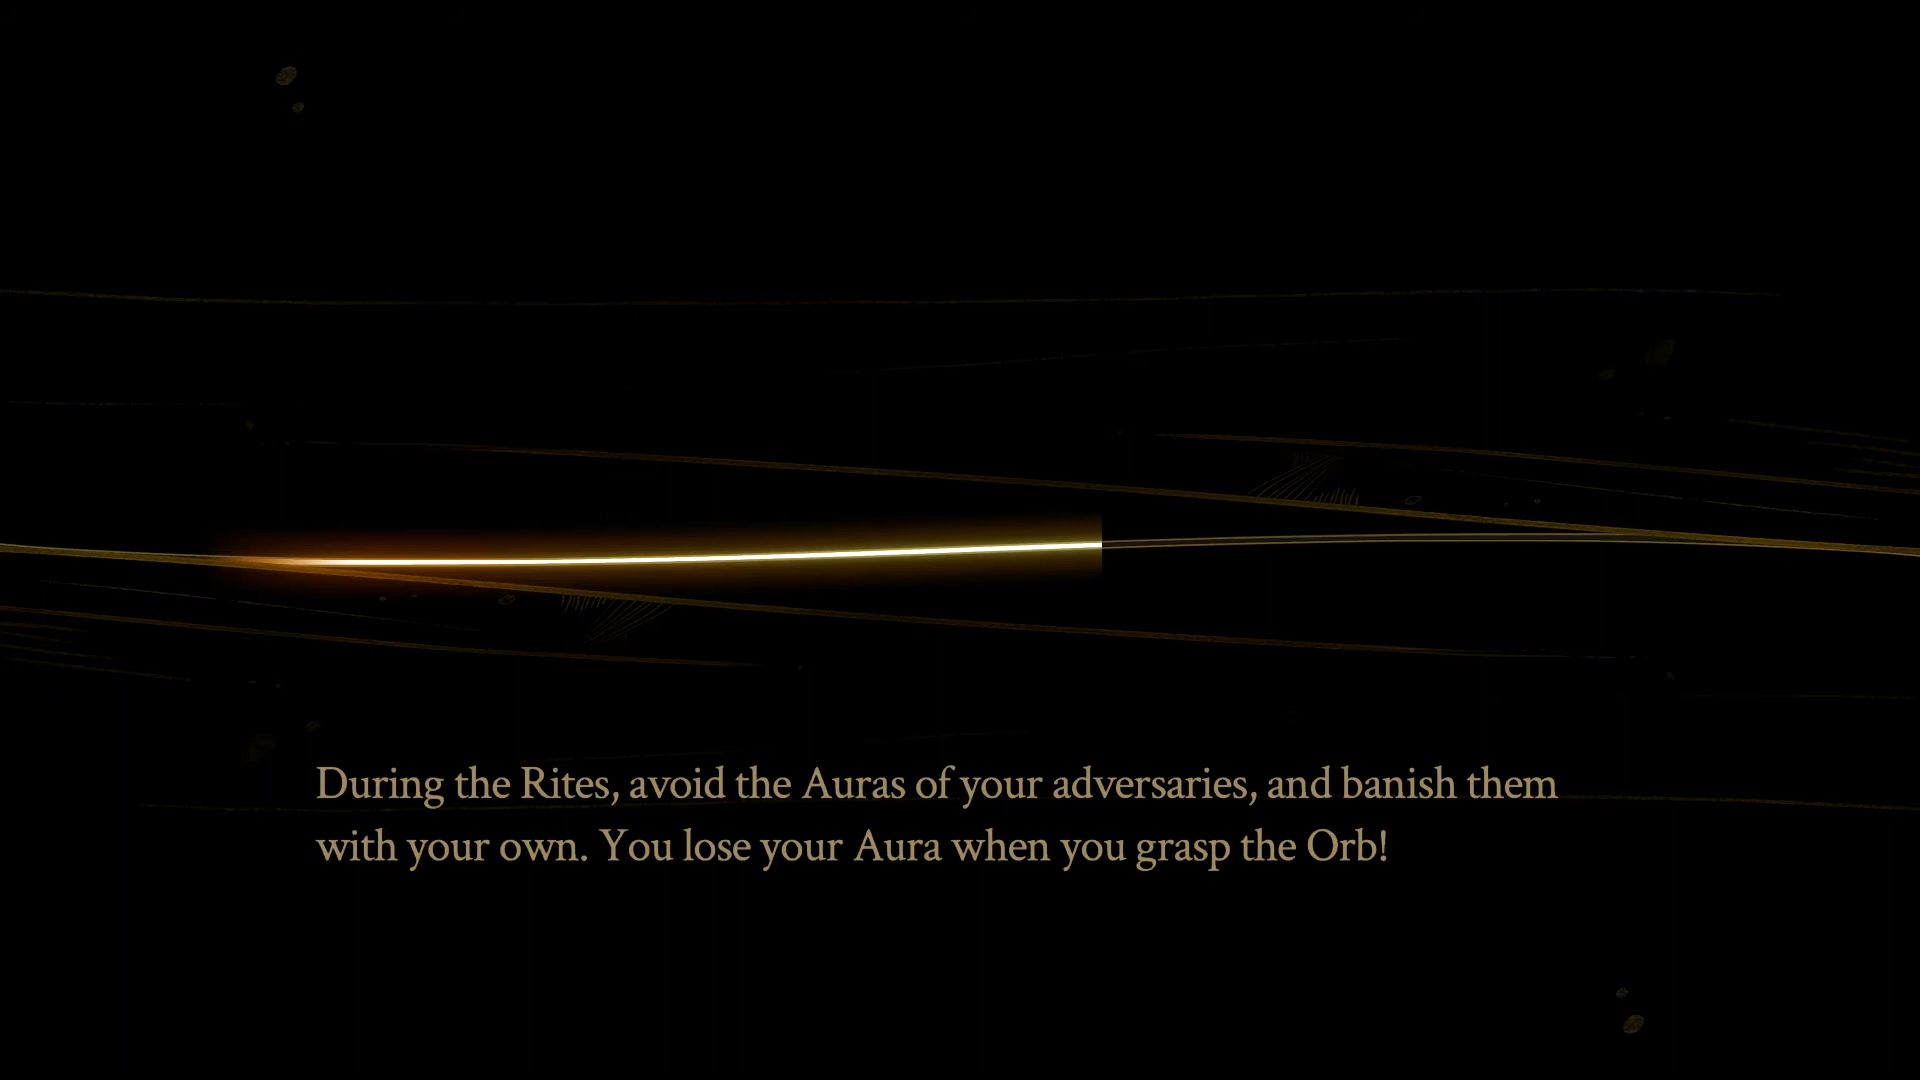 During the Rites, avoid the Auras of your adversaries, and banish them
with your own. You lose your Aura when you grasp the Orb!